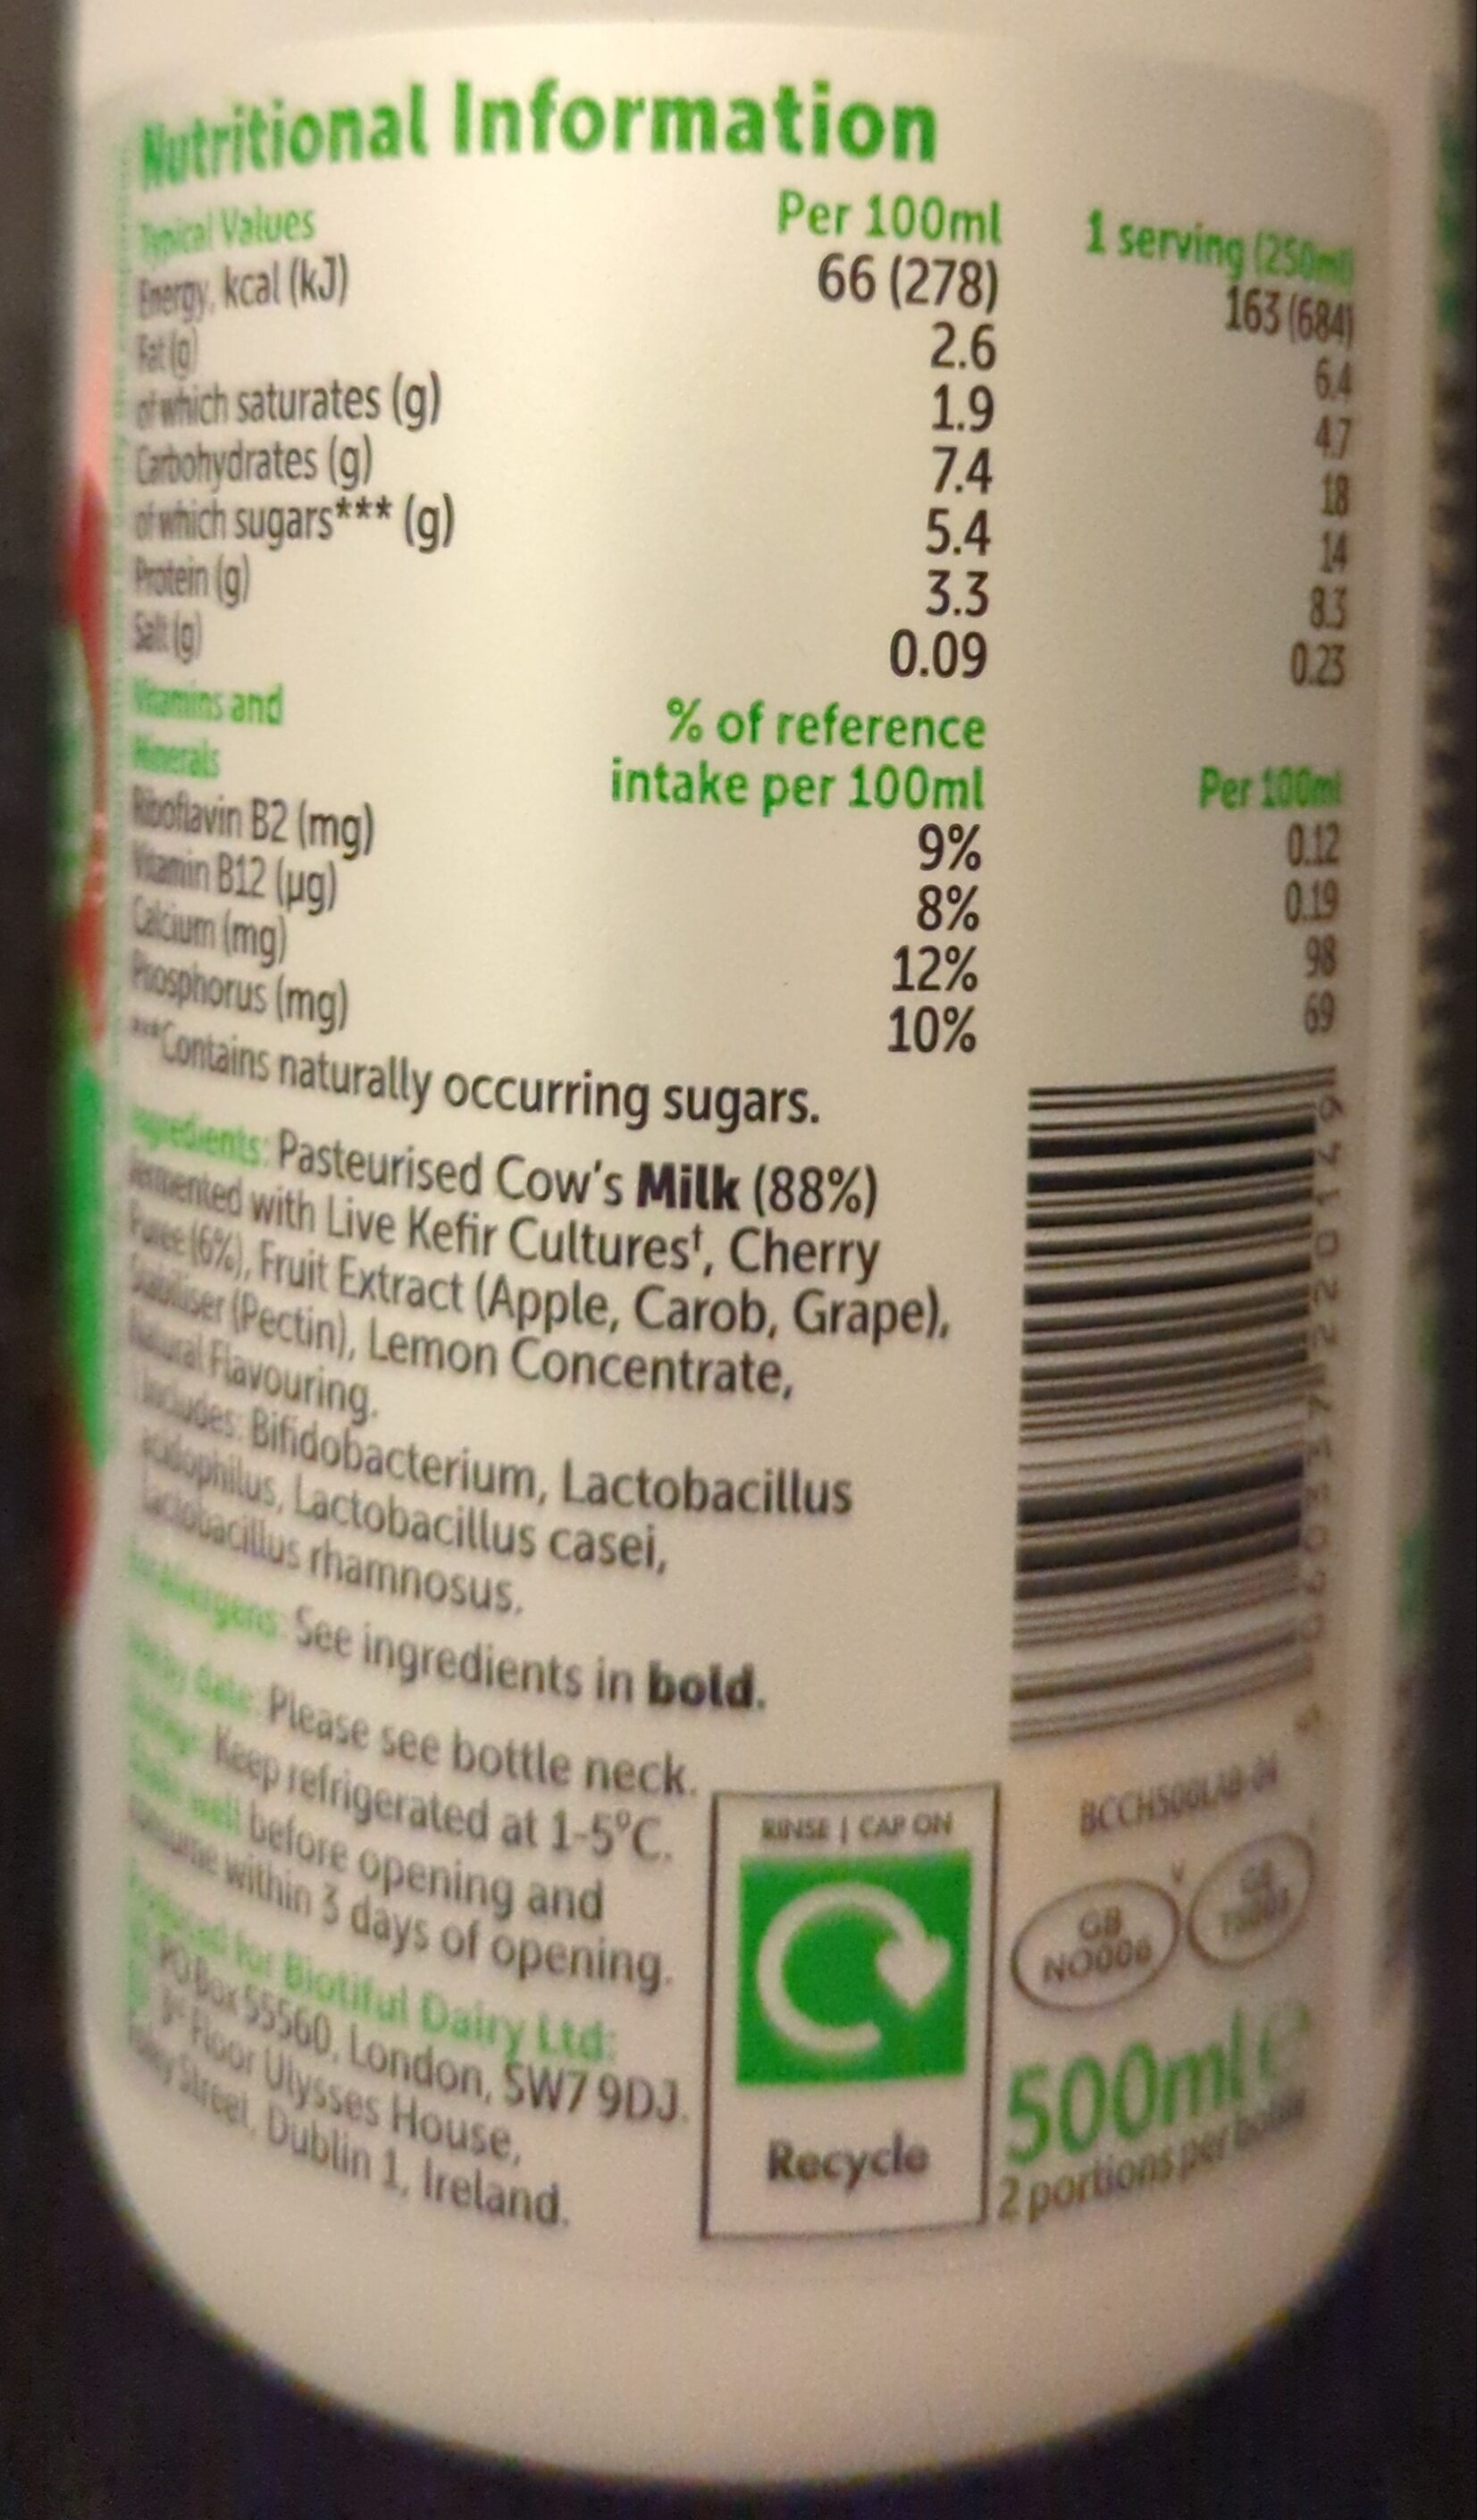 Nutritional Information
Typical Values Per 100ml 1 serving (250ml)
Energy, kcal (kJ) 66 (278) 163 (684)
Fat (g) 2.6 6.4
of which saturates (g) 1.9 4.7
Carbohydrates (g) 7.4 18
of which sugars*** (g) 5.4 14
Protein (g) 3.3 8.3
Salt (g) 0.09 0.23
Vitamins and
Minerals
% of reference
intake per 100ml Per 100ml
Riboflavin B2 (mg) 9% 0.12
Vitamin B12 (µg) 8% 0.19
Calcium (mg) 12% 98
Phosphorus (mg) 10% 69
***Contains naturally occurring sugars.
Ingredients: Pasteurised Cow's Milk (88%)
Fermented with Live Kefir Cultures†, Cherry
Puree (6%), Fruit Extract (Apple, Carob, Grape),
Stabiliser (Pectin), Lemon Concentrate,
Natural Flavouring.
Includes: Bifidobacterium, Lactobacillus
acidophilus, Lactobacillus casei,
Lactobacillus rhamnosus.
For allergens: See ingredients in bold.
date: Please see bottle neck.
Storage: Keep refrigerated at 1-5°C.
Shake well before opening and
consume within 3 days of opening.
Produced for Biotiful Dairy Ltd:
PO Box 55560, London, SW7 9DJ.
Floor Ulysses House,
Foley Street, Dublin 1, Ireland.
RINSE | CAP ON
Recycle
BCCH500LAB-04
GB
NO006
500ml e
2 portions per bottle